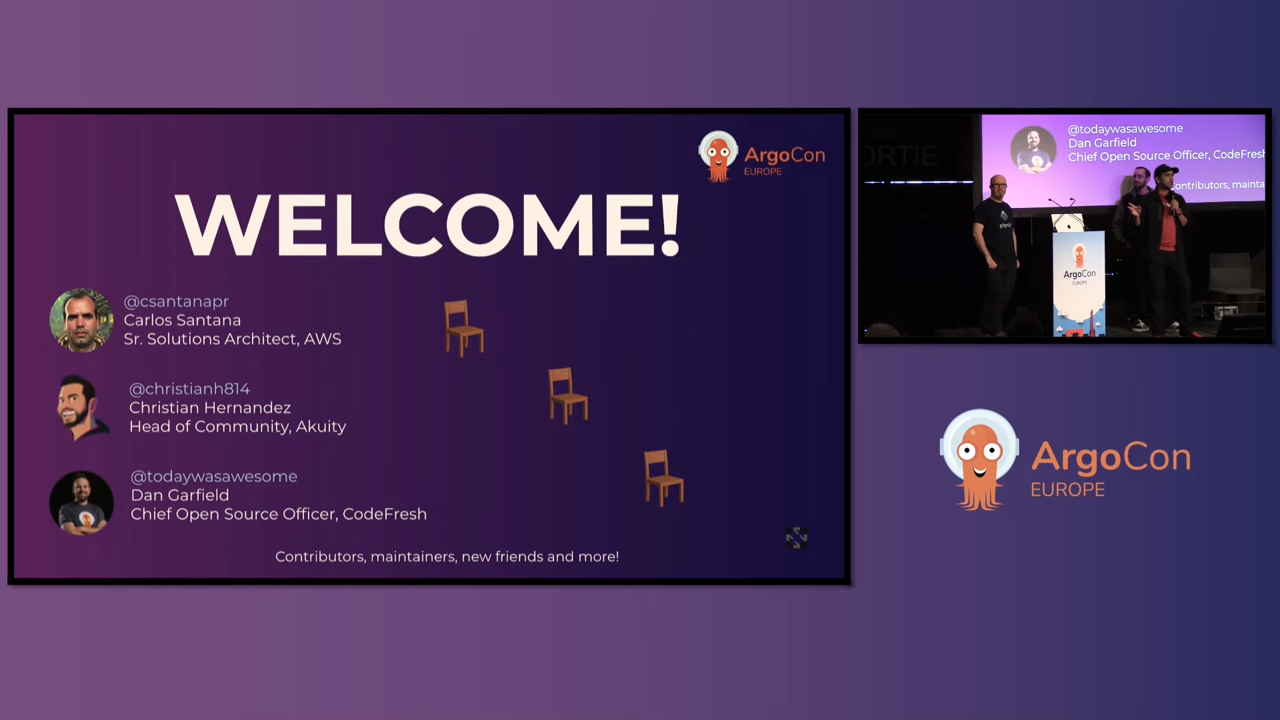 ArgoCon
EUROPE
WELCOME!
@csantanapr
Carlos Santana
Sr. Solutions Architect, AWS
@christianh814
Christian Hernandez
Head of Community, Akuity
@todaywasawesome
Dan Garfield
Chief Open Source Officer, CodeFresh
Contributors, maintainers, new friends and more!
ORTIE
@todaywasawesome
Dan Garfield
Chief Open Source Officer, CodeFresh
ontributors, mainta
ArgoCon
EUROPE
ArgoCon
EUROPE